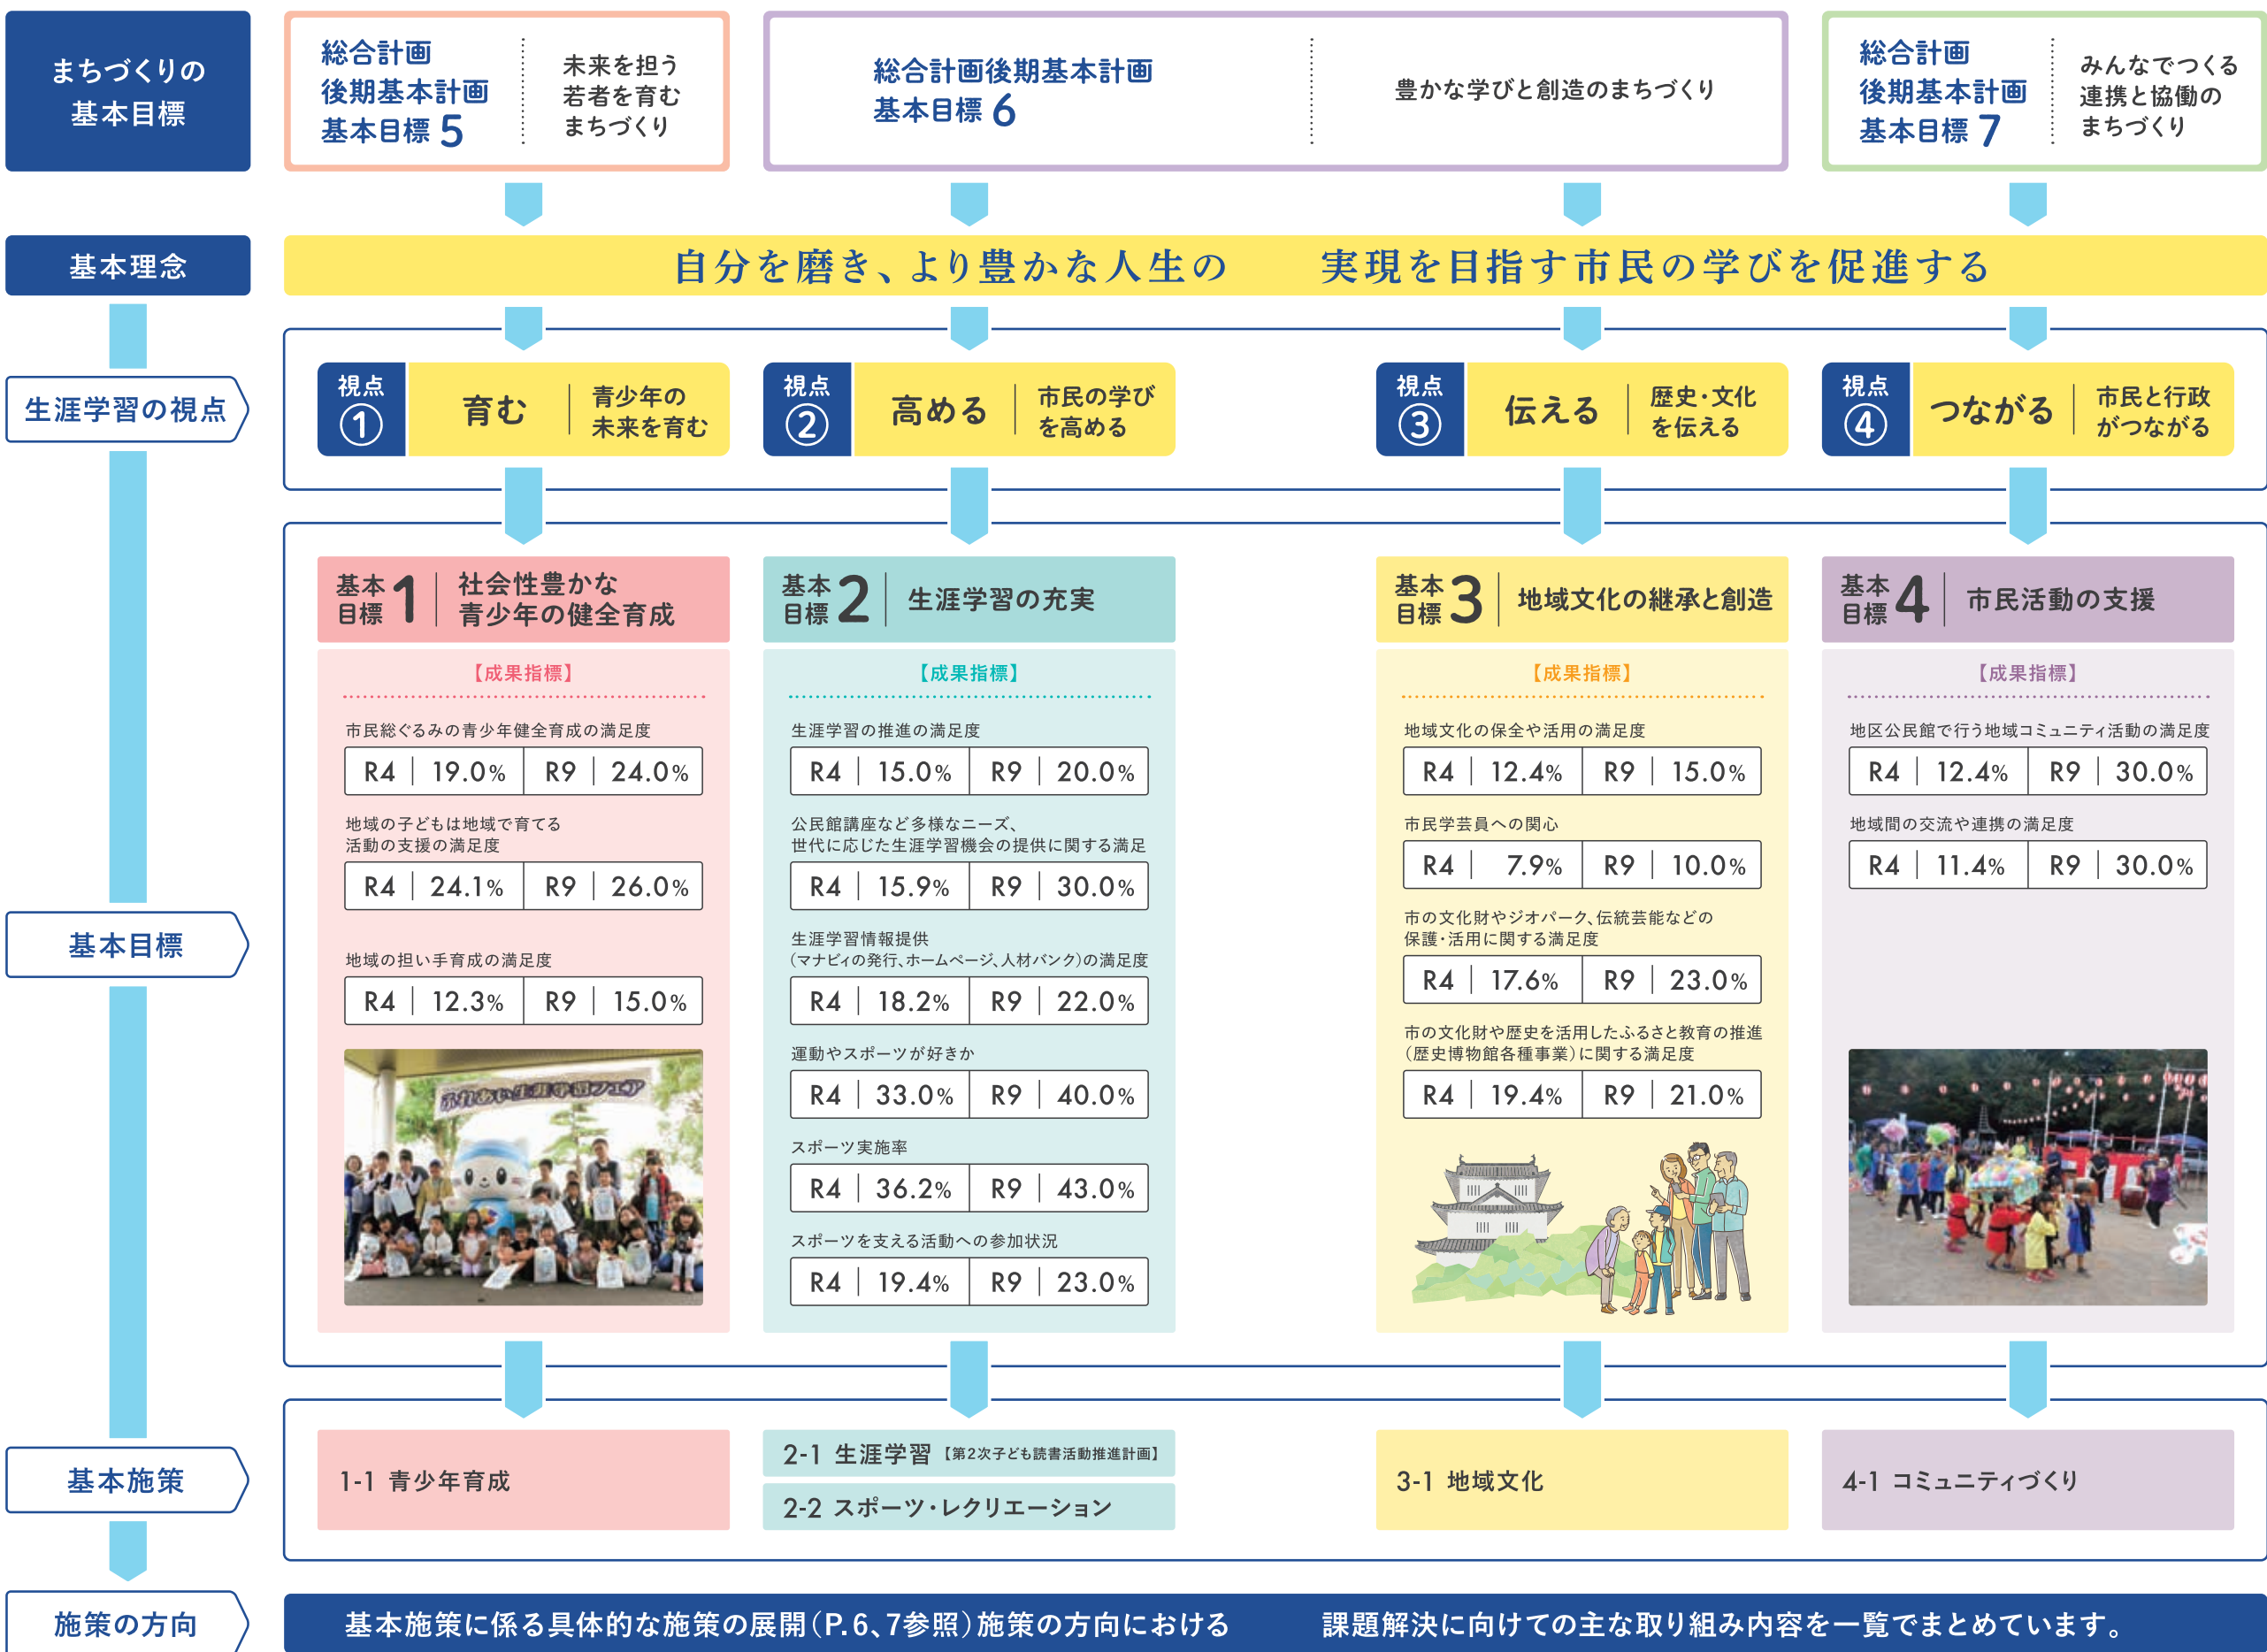 まちづくりの
基本目標
総合計画
後期基本計画
基本目標 5
未来を担う
若者を育む
まちづくり
総合計画後期基本計画
基本目標 6
豊かな学びと創造のまちづくり
総合計画
後期基本計画
基本目標 7
みんなでつくる
連携と協働の
まちづくり
基本理念
自分を磨き、より豊かな人生の 実現を目指す市民の学びを促進する
生涯学習の視点
視点
①
育む
青少年の
未来を育む
視点
②
高める
市民の学び
を高める
視点
③
伝える
歴史・文化
を伝える
視点
④
つながる
市民と行政
がつながる
基本目標
基本
目標 1
社会性豊かな
青少年の健全育成
【成果指標】
市民総ぐるみの青少年健全育成の満足度
R4 19.0% R9 24.0%
地域の子どもは地域で育てる
活動の支援の満足度
R4 24.1% R9 26.0%
地域の担い手育成の満足度
R4 12.3% R9 15.0%
ふれあい生涯学習フェア
基本
目標 2
生涯学習の充実
【成果指標】
生涯学習の推進の満足度
R4 15.0% R9 20.0%
公民館講座など多様なニーズ、
世代に応じた生涯学習機会の提供に関する満足
R4 15.9% R9 30.0%
生涯学習情報提供
（マナビィの発行、ホームページ、人材バンク）の満足度
R4 18.2% R9 22.0%
運動やスポーツが好きか
R4 33.0% R9 40.0%
スポーツ実施率
R4 36.2% R9 43.0%
スポーツを支える活動への参加状況
R4 19.4% R9 23.0%
基本
目標 3
地域文化の継承と創造
【成果指標】
地域文化の保全や活用の満足度
R4 12.4% R9 15.0%
市民学芸員への関心
R4 7.9% R9 10.0%
市の文化財やジオパーク、伝統芸能などの
保護・活用に関する満足度
R4 17.6% R9 23.0%
市の文化財や歴史を活用したふるさと教育の推進
（歴史博物館各種事業）に関する満足度
R4 19.4% R9 21.0%
基本
目標 4
市民活動の支援
【成果指標】
地区公民館で行う地域コミュニティ活動の満足度
R4 12.4% R9 30.0%
地域間の交流や連携の満足度
R4 11.4% R9 30.0%
基本施策
1-1 青少年育成
2-1 生涯学習【第2次子ども読書活動推進計画】
2-2 スポーツ・レクリエーション
3-1 地域文化
4-1 コミュニティづくり
施策の方向
基本施策に係る具体的な施策の展開（P.6、7参照）施策の方向における 課題解決に向けての主な取り組み内容を一覧でまとめています。